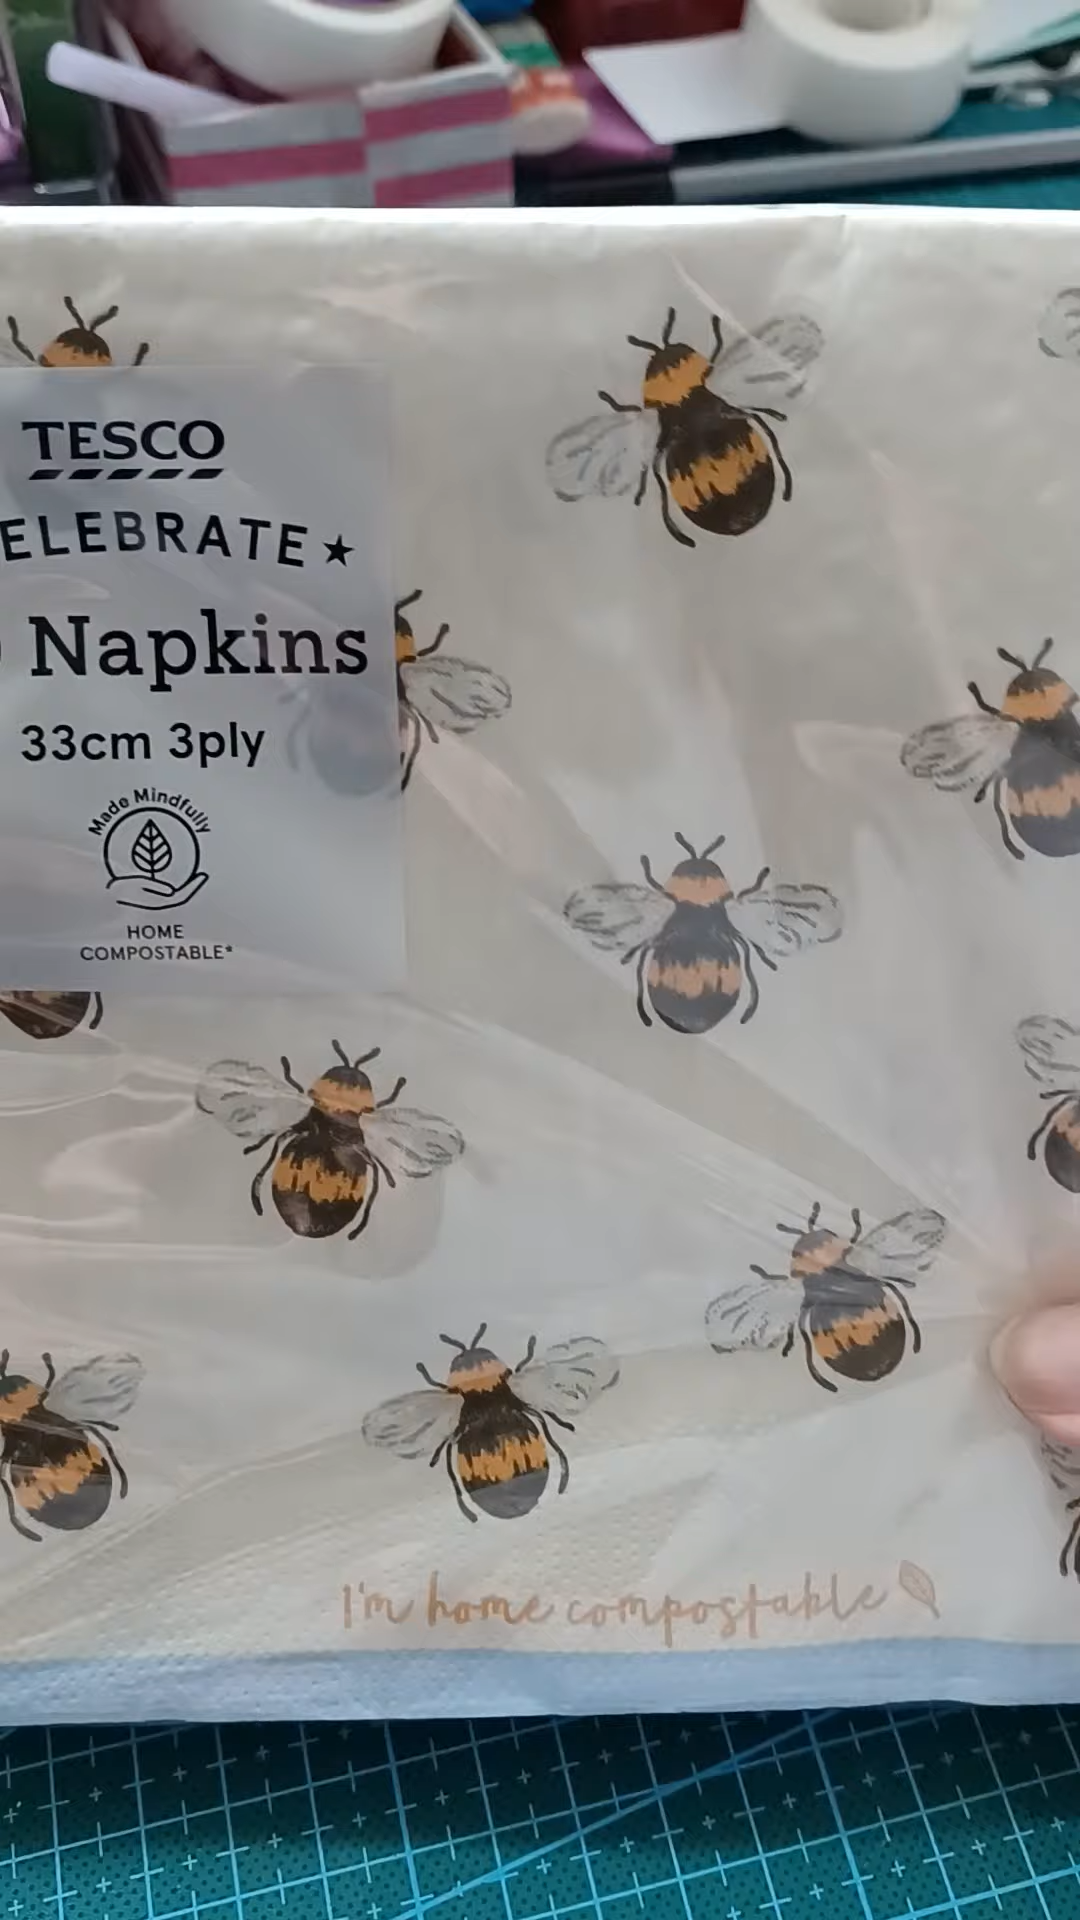 TESCO
ELEBRATE ★
Napkins
33cm 3ply
Made Mindfully
HOME
COMPOSTABLE*
I'm home compostable